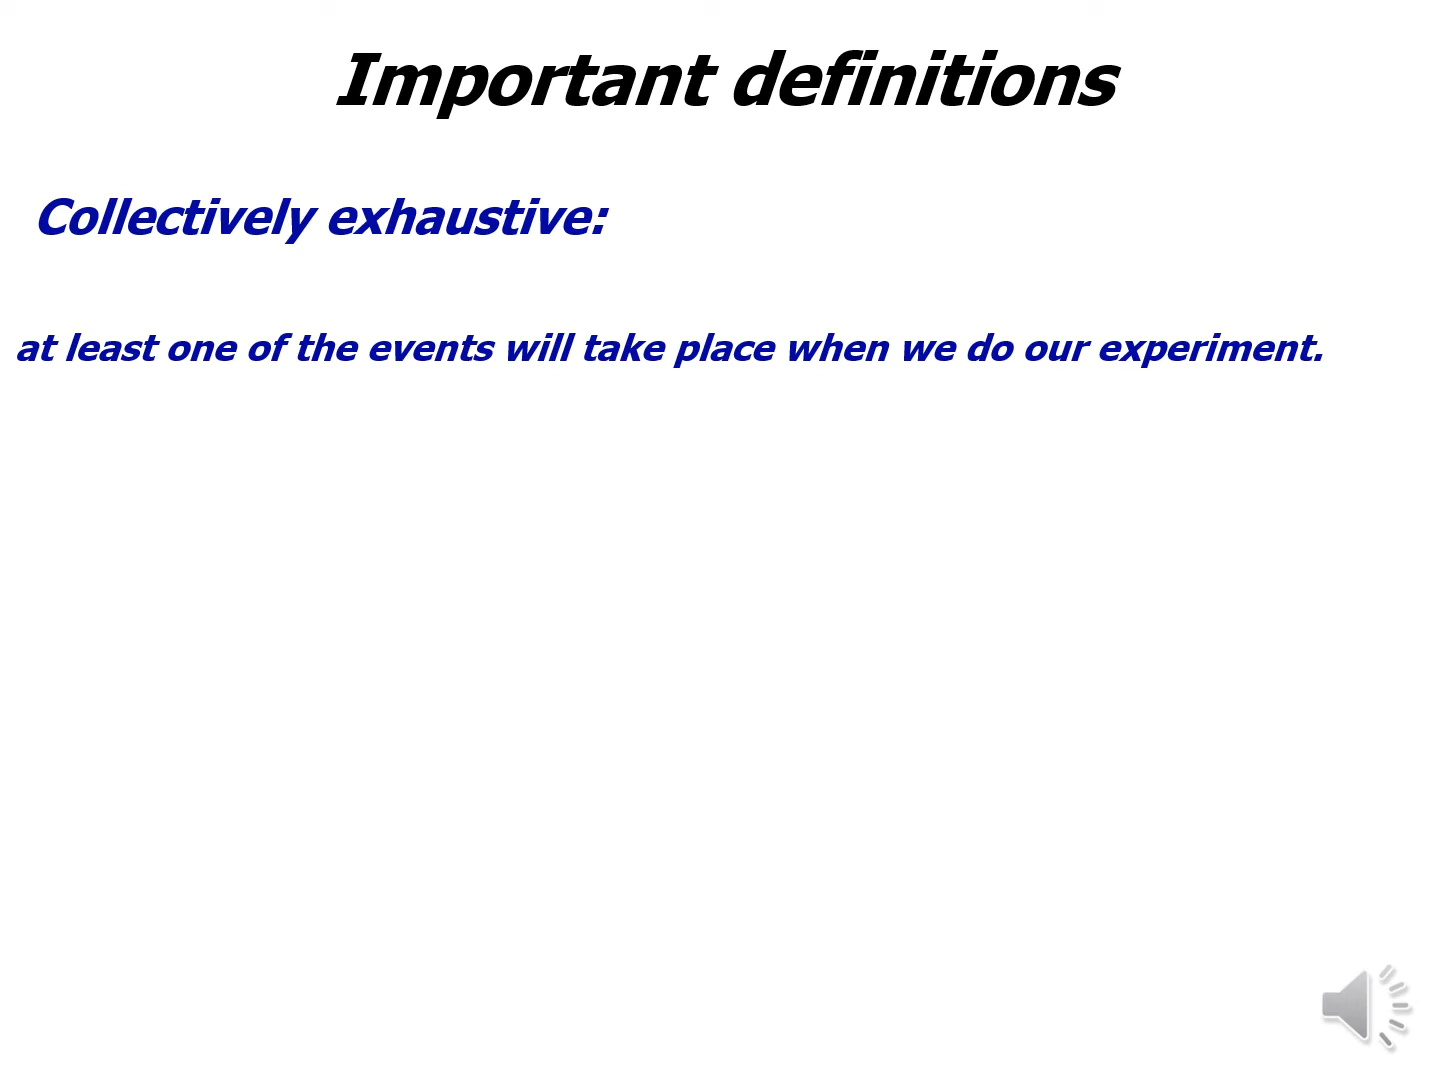 Important definitions
Collectively exhaustive:
at least one of the events will take place when we do our experiment.